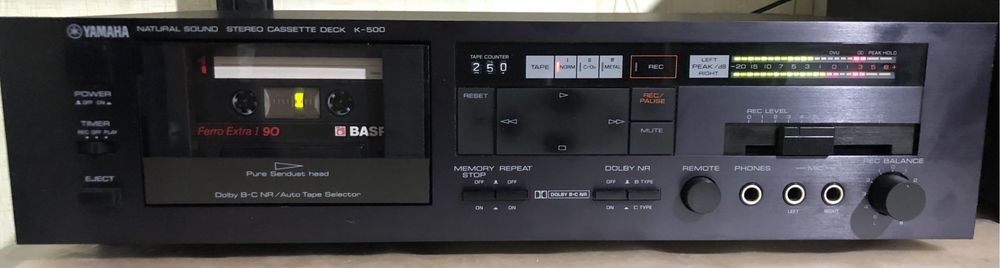 YAMAHA NATURAL SOUND STEREO CASSETTE DECK K-500
POWER
OFF ON
TIMER
REC OFF PLAY
EJECT
1
Ferro Extra I 90
BASF
Pure Sendust head
Dolby B-C NR/Auto Tape Selector
TAPE COUNTER
250
TAPE
I
NORM
II
CrO₂
METAL
REC
LEFT
PEAK/dB
RIGHT
0VU
PEAK HOLD
-20 15 10 7 5 3 1 0 1 3 5 8 +
RESET
REC/
PAUSE
MUTE
REC LEVEL
MEMORY
STOP
REPEAT
OFF OFF
ON ON
DOLBY B-C NR
DOLBY NR
OFF B TYPE
ON C TYPE
REMOTE
PHONES
MIC
LEFT
RIGHT
REC BALANCE
L
R